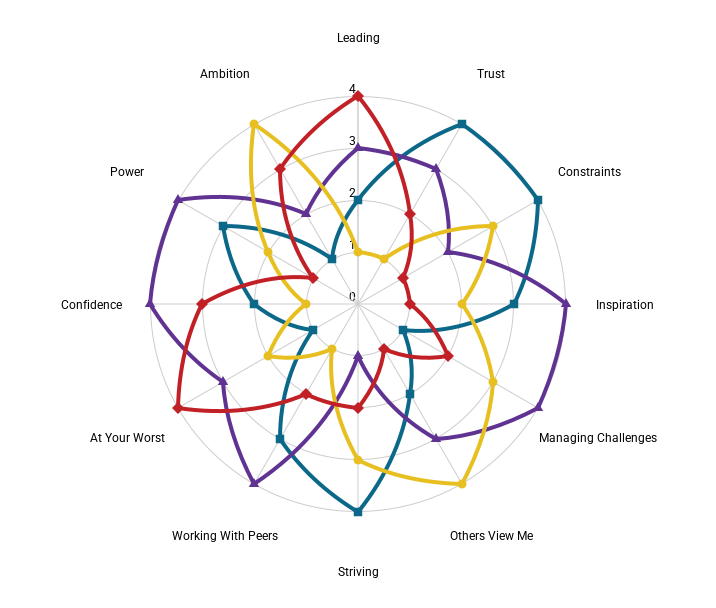 Leading
Ambition
Trust
4
3
Power
Constraints
2
1
0
Confidence
Inspiration
At Your Worst
Managing Challenges
Working With Peers
Others View Me
Striving